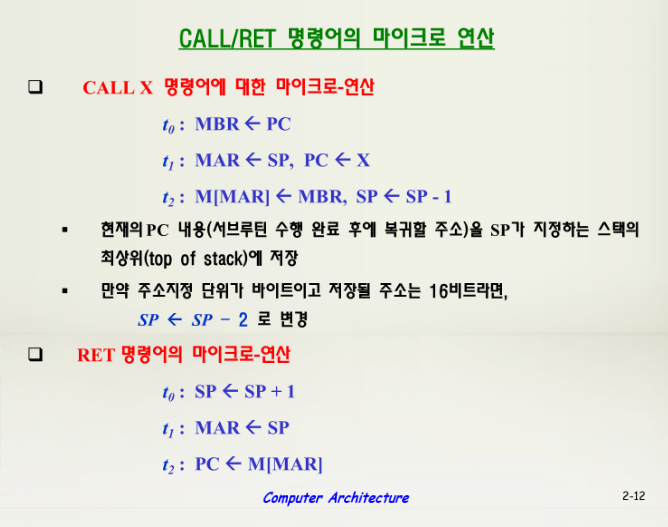 CALL/RET 명령어의 마이크로 연산
❑ CALL X 명령어에 대한 마이크로-연산
t0 : MBR ← PC
t1 : MAR ← SP, PC ← X
t2 : M[MAR] ← MBR, SP ← SP - 1
▪ 현재의 PC 내용(서브루틴 수행 완료 후에 복귀할 주소)을 SP가 지정하는 스택의
최상위(top of stack)에 저장
▪ 만약 주소지정 단위가 바이트이고 저장될 주소는 16비트라면,
SP ← SP – 2 로 변경
❑ RET 명령어의 마이크로-연산
t0 : SP ← SP + 1
t1 : MAR ← SP
t2 : PC ← M[MAR]
Computer Architecture
2-12